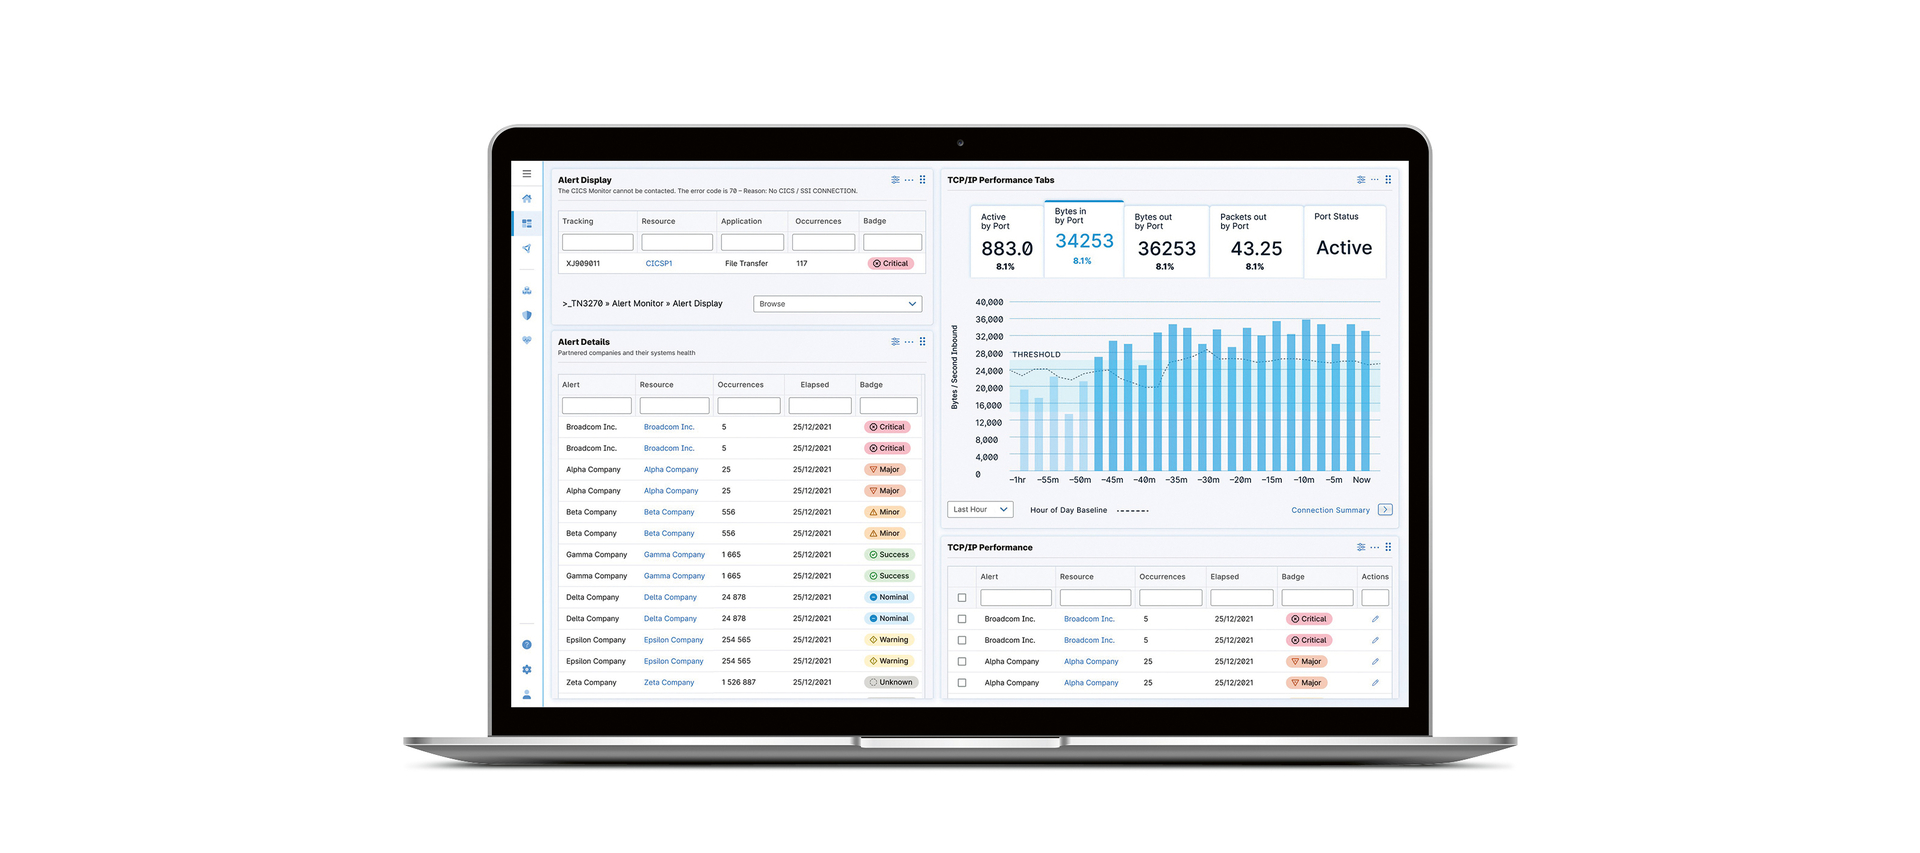 Alert Display
The CICS Monitor cannot be contacted. The error code is 70 – Reason: No CICS / SSI CONNECTION.
Tracking Resource Application Occurrences Badge
XJ909011 CICSP1 File Transfer 117 Critical
>_TN3270 » Alert Monitor » Alert Display Browse
Alert Details
Partnered companies and their systems health
Alert Resource Occurrences Elapsed Badge
Broadcom Inc. Broadcom Inc. 5 25/12/2021 Critical
Broadcom Inc. Broadcom Inc. 5 25/12/2021 Critical
Alpha Company Alpha Company 25 25/12/2021 Major
Alpha Company Alpha Company 25 25/12/2021 Major
Beta Company Beta Company 556 25/12/2021 Minor
Beta Company Beta Company 556 25/12/2021 Minor
Gamma Company Gamma Company 1 665 25/12/2021 Success
Gamma Company Gamma Company 1 665 25/12/2021 Success
Delta Company Delta Company 24 878 25/12/2021 Nominal
Delta Company Delta Company 24 878 25/12/2021 Nominal
Epsilon Company Epsilon Company 254 565 25/12/2021 Warning
Epsilon Company Epsilon Company 254 565 25/12/2021 Warning
Zeta Company Zeta Company 1 526 887 25/12/2021 Unknown
TCP/IP Performance Tabs
Active
by Port
883.0
8.1%
Bytes in
by Port
34253
8.1%
Bytes out
by Port
36253
8.1%
Packets out
by Port
43.25
8.1%
Port Status
Active
Bytes / Second Inbound
40,000
36,000
32,000
28,000
24,000
20,000
16,000
12,000
8,000
4,000
0
THRESHOLD
–1hr –55m –50m –45m –40m –35m –30m –20m –15m –10m –5m Now
Last Hour Hour of Day Baseline Connection Summary
TCP/IP Performance
Alert Resource Occurrences Elapsed Badge Actions
Broadcom Inc. Broadcom Inc. 5 25/12/2021 Critical
Broadcom Inc. Broadcom Inc. 5 25/12/2021 Critical
Alpha Company Alpha Company 25 25/12/2021 Major
Alpha Company Alpha Company 25 25/12/2021 Major